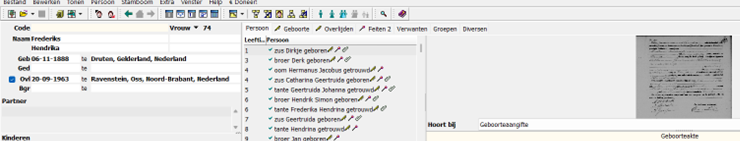 Bestand Bewerken Tonen Persoon Stamboom Extra Venster Help € Doneer!
Code Vrouw 74
Naam Frederiks
Hendrika
Geb 06-11-1888 te Druten, Gelderland, Nederland
Ged te
Ovl 20-09-1963 te Ravenstein, Oss, Noord-Brabant, Nederland
Bgr te
Partner
Kinderen
Persoon Geboorte Overlijden Feiten 2 Verwanten Groepen Diversen
Leefti... Persoon
1 zus Dirkje geboren
3 broer Derk geboren
4 oom Hermanus Jacobus getrouwd
4 zus Catharina Geertruida geboren
5 tante Geertruida Johanna getrouwd
6 broer Hendrik Simon geboren
6 tante Frederika Hendrina getrouwd
7 zus Geertruida geboren
8 tante Hendrina getrouwd
9 broer Jan geboren
Hoort bij Geboorteaangifte
Geboorteakte